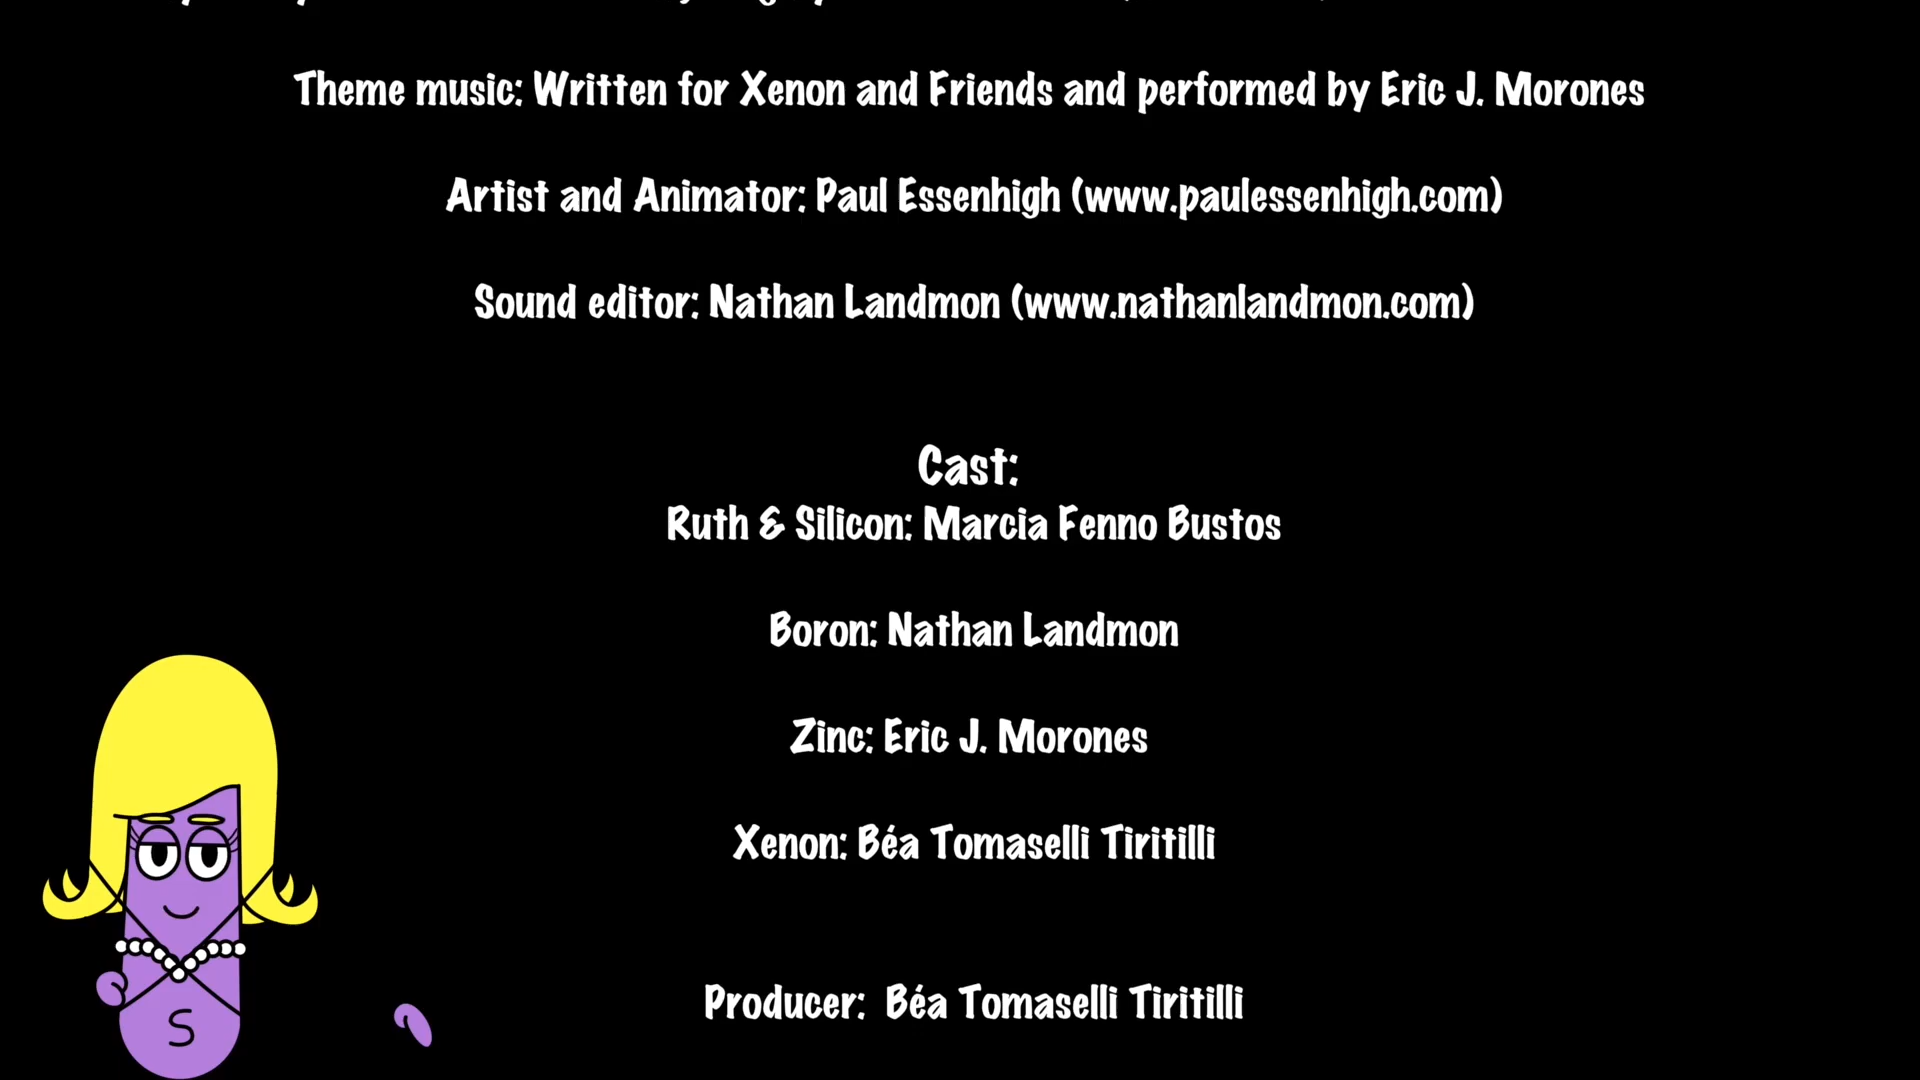 Theme music: Written for Xenon and Friends and performed by Eric J. Morones
Artist and Animator: Paul Essenhigh (www.paulessenhigh.com)
Sound editor: Nathan Landmon (www.nathanlandmon.com)
Cast:
Ruth & Silicon: Marcia Fenno Bustos
Boron: Nathan Landmon
Zinc: Eric J. Morones
Xenon: Béa Tomaselli Tiritilli
Producer:  Béa Tomaselli Tiritilli
S